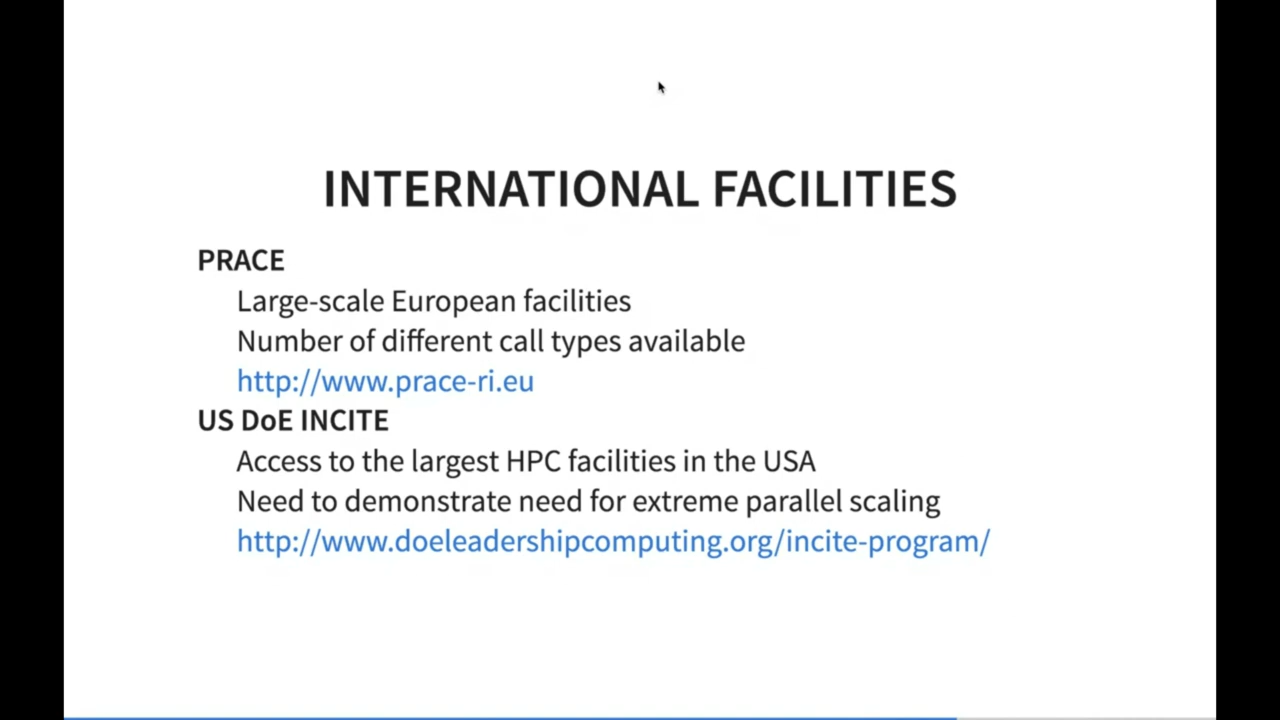 INTERNATIONAL FACILITIES
PRACE
Large-scale European facilities
Number of different call types available
http://www.prace-ri.eu
US DoE INCITE
Access to the largest HPC facilities in the USA
Need to demonstrate need for extreme parallel scaling
http://www.doeleadershipcomputing.org/incite-program/